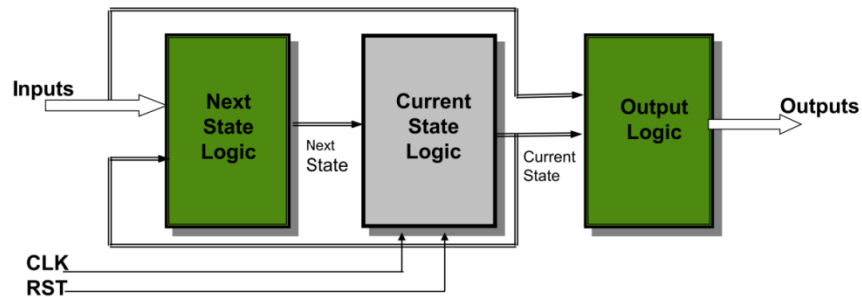 Inputs
Next
State
Logic
Next
State
Current
State
Logic
Current
State
Output
Logic
Outputs
CLK
RST